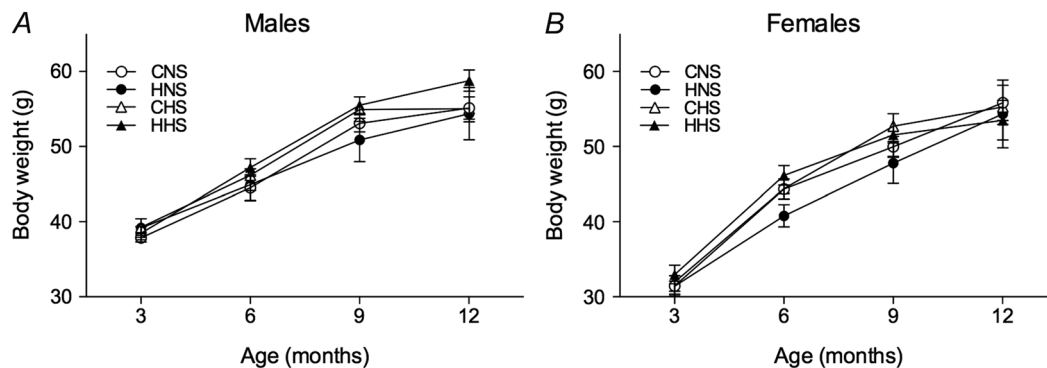 A
Males
Body weight (g)
60
50
40
30
CNS
HNS
CHS
HHS
3 6 9 12
Age (months)
B
Females
Body weight (g)
60
50
40
30
CNS
HNS
CHS
HHS
3 6 9 12
Age (months)